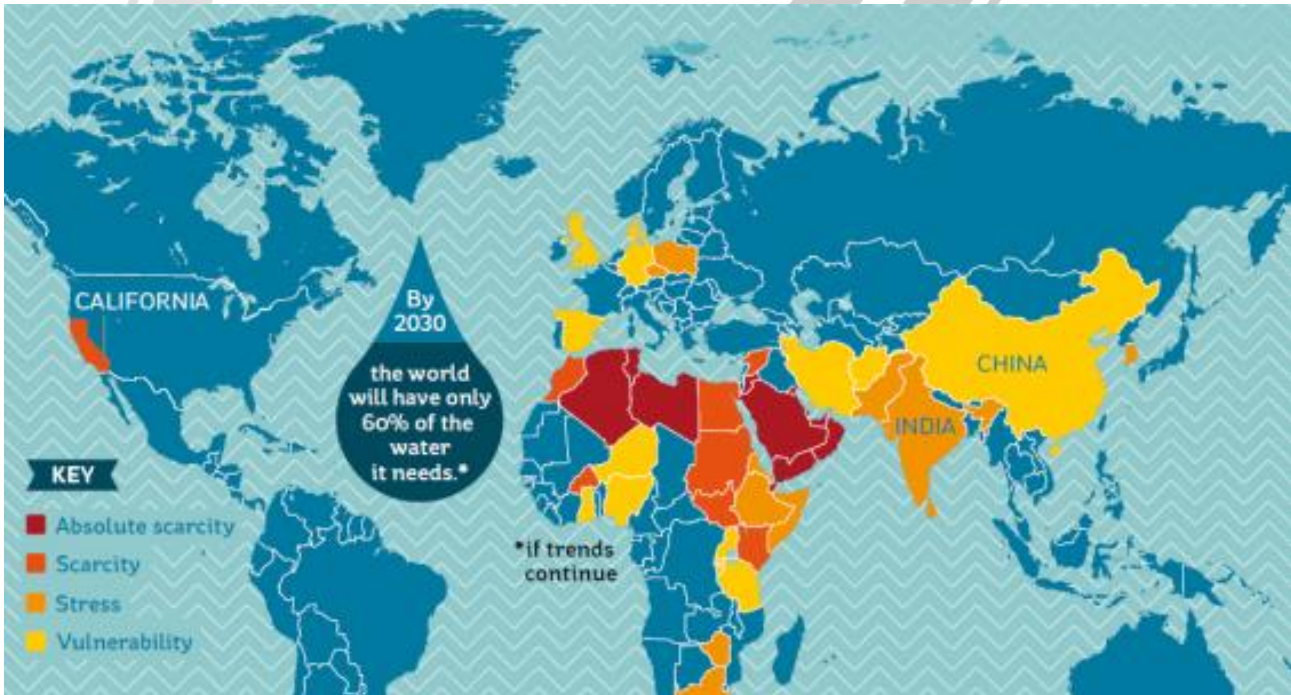 CALIFORNIA
By
2030
the world
will have only
60% of the
water
it needs.*
CHINA
INDIA
KEY
Absolute scarcity
Scarcity
Stress
Vulnerability
*if trends
continue